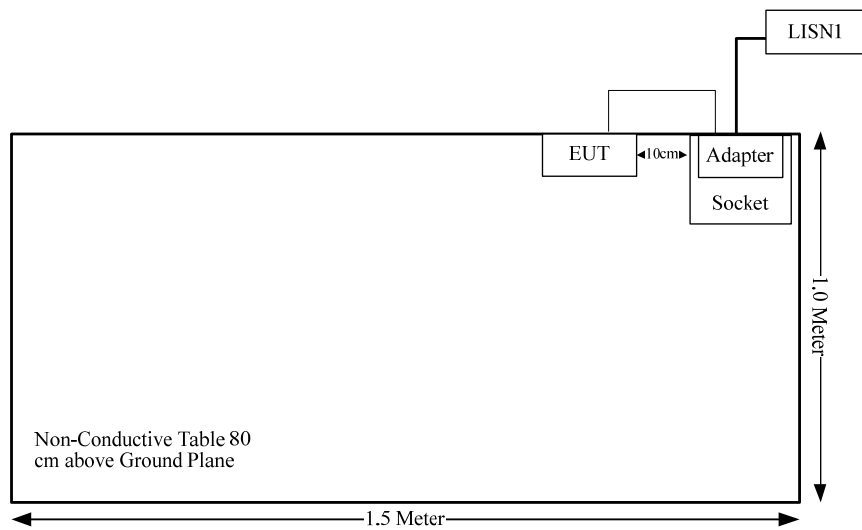 LISN1
EUT
10cm
Adapter
Socket
1.0 Meter
Non-Conductive Table 80
cm above Ground Plane
1.5 Meter